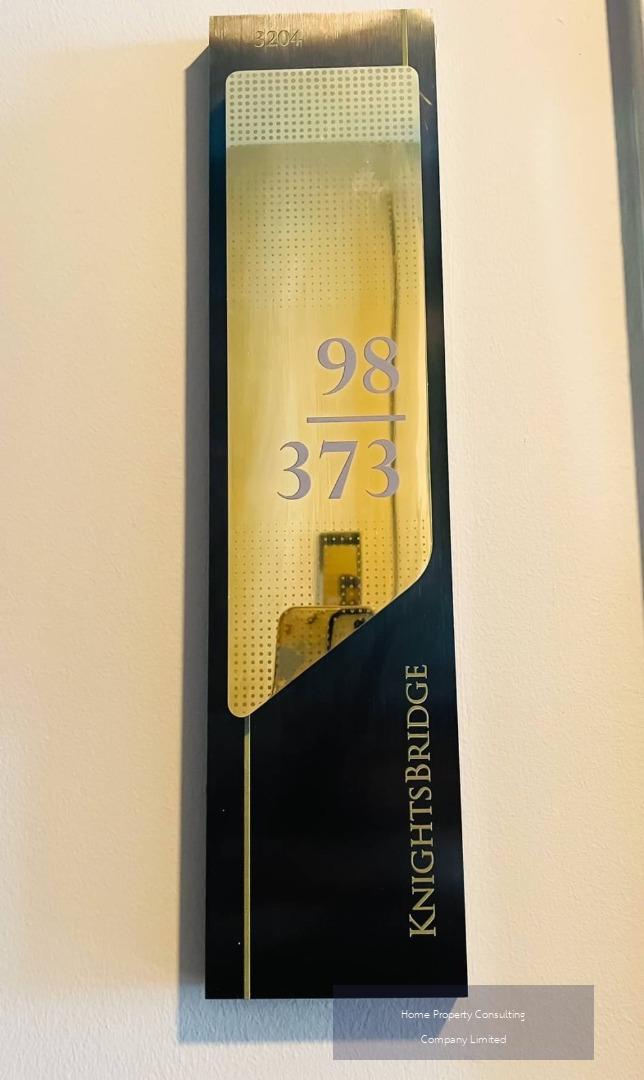 3204
98
373
KNIGHTSBRIDGE
Home Property Consulting
Company Limited